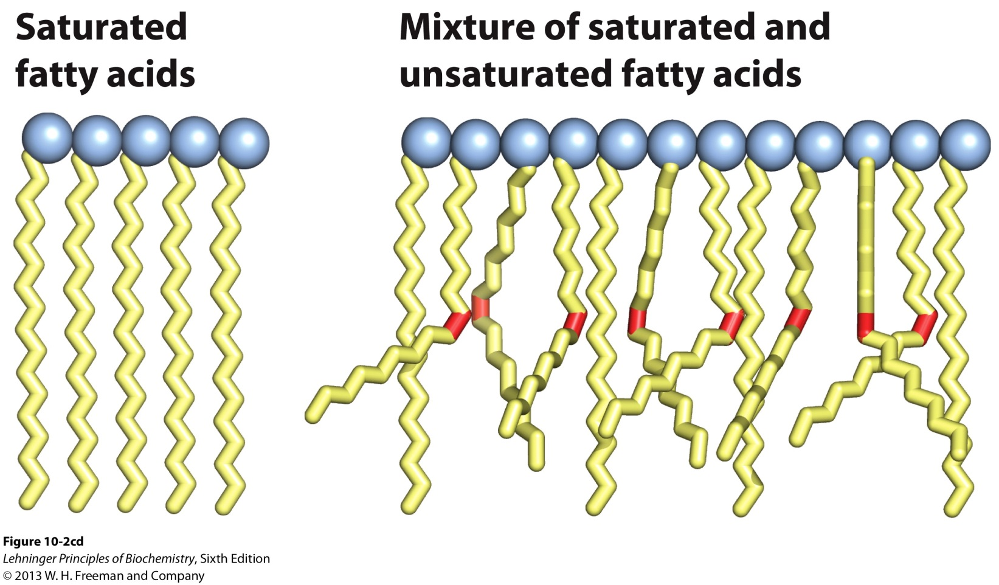 Saturated
fatty acids
Mixture of saturated and
unsaturated fatty acids
Figure 10-2cd
Lehninger Principles of Biochemistry, Sixth Edition
© 2013 W. H. Freeman and Company